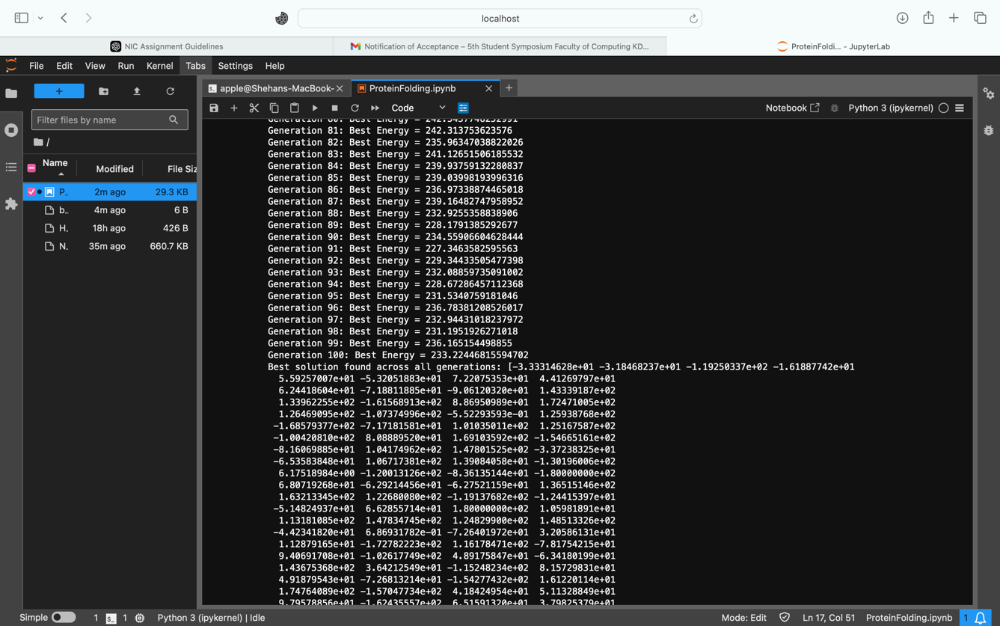 localhost
NIC Assignment Guidelines
Notification of Acceptance – 5th Student Symposium Faculty of Computing KD...
ProteinFoldi... - JupyterLab
File Edit View Run Kernel Tabs Settings Help
+
apple@Shehans-MacBook-
ProteinFolding.ipynb
Filter files by name
Code
Notebook
Python 3 (ipykernel)
/
Name Modified File Siz
P.. 2m ago 29.3 KB
b.. 4m ago 6 B
H. 18h ago 426 B
N. 35m ago 660.7 KB
Generation 80: Best Energy = 242.3437748252991
Generation 81: Best Energy = 242.313753623576
Generation 82: Best Energy = 235.96347038822026
Generation 83: Best Energy = 241.12651506185532
Generation 84: Best Energy = 239.93759132280837
Generation 85: Best Energy = 239.03998193996316
Generation 86: Best Energy = 236.97338874465018
Generation 87: Best Energy = 239.16482747958952
Generation 88: Best Energy = 232.9255358838906
Generation 89: Best Energy = 228.1791385292677
Generation 90: Best Energy = 234.55906604628444
Generation 91: Best Energy = 227.3463582595563
Generation 92: Best Energy = 229.34433505477398
Generation 93: Best Energy = 232.08859735091002
Generation 94: Best Energy = 228.67286457112368
Generation 95: Best Energy = 231.5340759181046
Generation 96: Best Energy = 236.78381208526017
Generation 97: Best Energy = 232.94431018237972
Generation 98: Best Energy = 231.1951926271018
Generation 99: Best Energy = 236.165154498855
Generation 100: Best Energy = 233.22446815594702
Best solution found across all generations: [-3.33314628e+01 -3.18468237e+01 -1.19250337e+02 -1.61887742e+01
5.59257007e+01 -5.32051883e+01 7.22075353e+01 4.41269797e+01
6.24418604e+01 -7.18811885e+01 -9.06120320e+01 1.43339187e+02
1.33962255e+02 -1.61568913e+02 8.86950989e+01 1.72471005e+02
1.26469095e+02 -1.07374996e+02 -5.52293593e-01 1.25938768e+02
-1.68579377e+02 -7.17181581e+01 1.01035011e+02 1.25167587e+02
-1.00420810e+02 8.08889520e+01 1.69103592e+02 -1.54665161e+02
-8.16069885e+01 1.04174962e+02 1.47801525e+02 -3.37238325e+01
-6.53583848e+01 1.06717381e+02 1.39084058e+01 -1.30196006e+02
6.17518984e+00 -1.20013126e+02 -8.36135144e+01 -1.80000000e+02
6.80719268e+01 -6.29214456e+01 -6.27521159e+01 1.36515146e+02
1.63213345e+02 1.22680080e+02 -1.19137682e+02 -1.24415397e+01
-5.14824937e+01 6.62855714e+01 1.80000000e+02 1.05981891e+01
1.13181085e+02 1.47834745e+02 1.24829900e+02 1.48513326e+02
-4.42341820e+01 6.86931782e-01 -7.26401972e+01 3.20586131e+01
1.12879165e+01 -1.72782223e+02 1.16178471e+02 -7.81754215e+01
9.40691708e+01 -1.02617749e+02 4.89175847e+01 -6.34180199e+01
1.43675368e+02 3.64212549e+01 -1.15248234e+02 8.15729831e+01
4.91879543e+01 -7.26813214e+01 -1.54277432e+02 1.61220114e+01
1.74764089e+02 -1.57047734e+02 4.18424954e+01 5.11328849e+01
9.79578856e+01 -1.62435557e+02 6.51591320e+01 3.79825379e+01
Simple 1 1 Python 3 (ipykernel) | Idle
Mode: Edit Ln 17, Col 51 ProteinFolding.ipynb 1